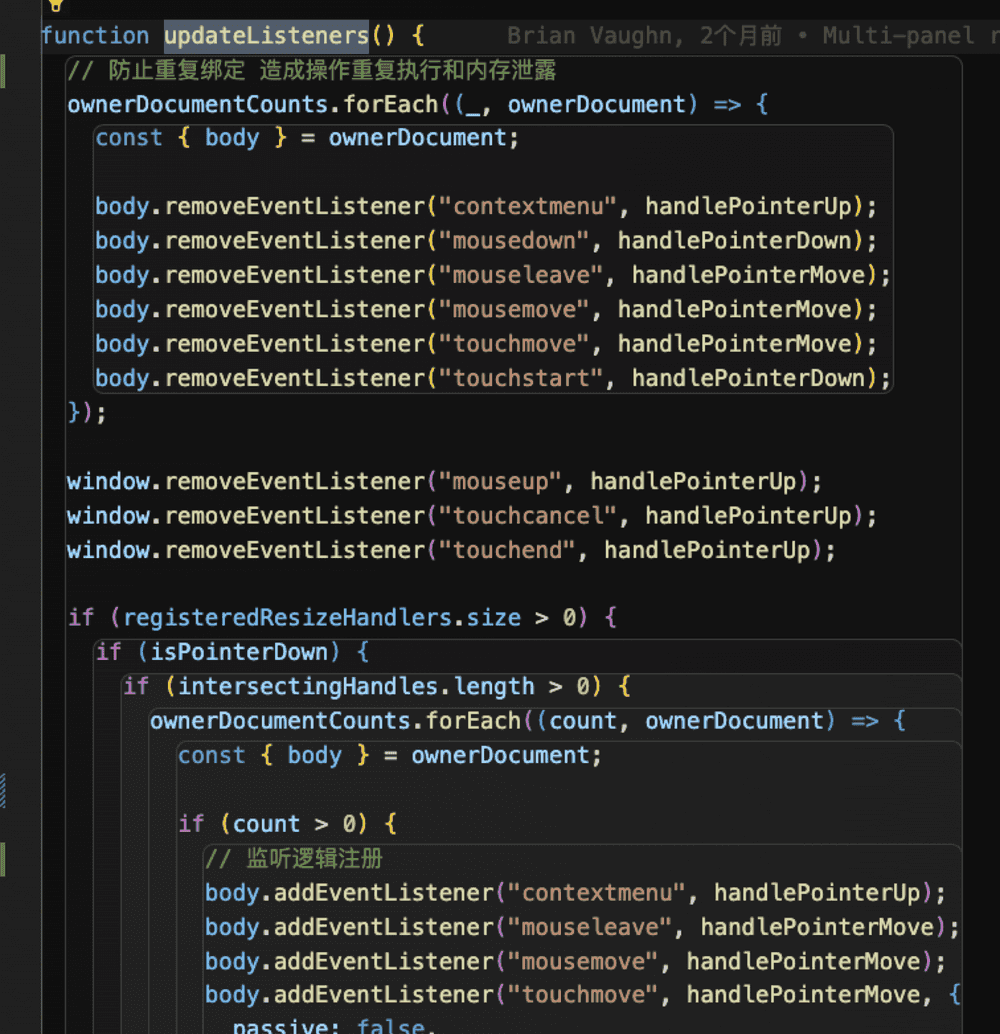 function updateListeners() {    Brian Vaughn, 2个月前 • Multi-panel
// 防止重复绑定 造成操作重复执行和内存泄露
ownerDocumentCounts.forEach((_, ownerDocument) => {
const { body } = ownerDocument;
body.removeEventListener("contextmenu", handlePointerUp);
body.removeEventListener("mousedown", handlePointerDown);
body.removeEventListener("mouseleave", handlePointerMove);
body.removeEventListener("mousemove", handlePointerMove);
body.removeEventListener("touchmove", handlePointerMove);
body.removeEventListener("touchstart", handlePointerDown);
});
window.removeEventListener("mouseup", handlePointerUp);
window.removeEventListener("touchcancel", handlePointerUp);
window.removeEventListener("touchend", handlePointerUp);
if (registeredResizeHandlers.size > 0) {
if (isPointerDown) {
if (intersectingHandles.length > 0) {
ownerDocumentCounts.forEach((count, ownerDocument) => {
const { body } = ownerDocument;
if (count > 0) {
// 监听逻辑注册
body.addEventListener("contextmenu", handlePointerUp);
body.addEventListener("mouseleave", handlePointerMove);
body.addEventListener("mousemove", handlePointerMove);
body.addEventListener("touchmove", handlePointerMove, {
passive: false,